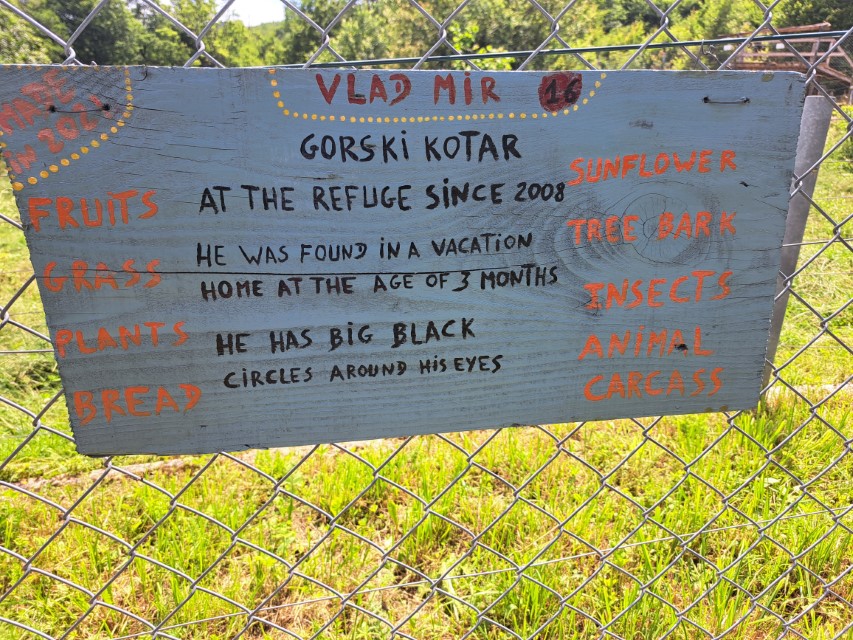 MADE
IN
VLAD MIR 16
GORSKI KOTAR
AT THE REFUGE SINCE 2008
HE WAS FOUND IN A VACATION
HOME AT THE AGE OF 3 MONTHS
HE HAS BIG BLACK
CIRCLES AROUND HIS EYES
FRUITS
GRASS
PLANTS
BREAD
SUNFLOWER
TREE BARK
INSECTS
ANIMAL
CARCASS